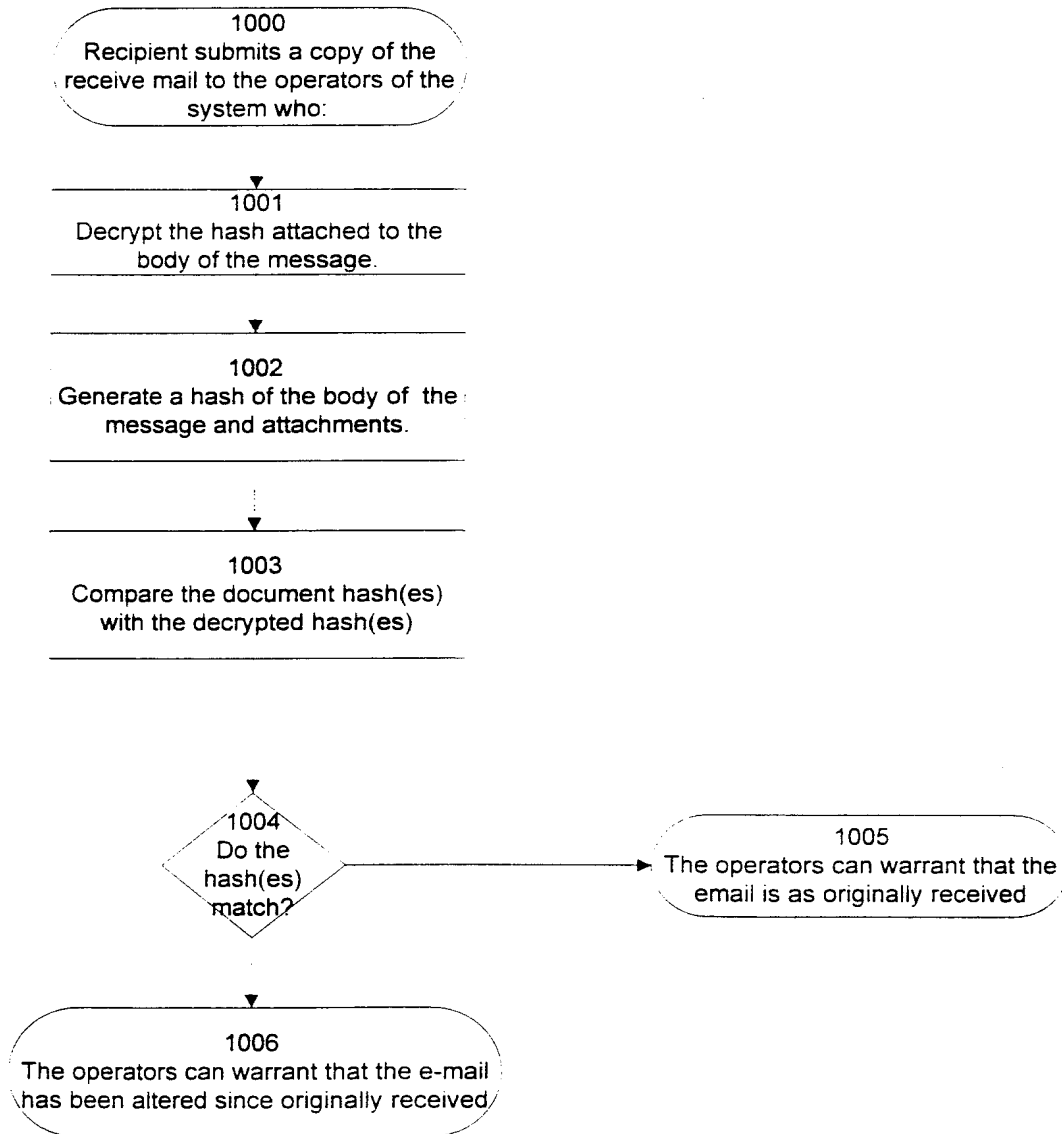 1000
Recipient submits a copy of the
receive mail to the operators of the
system who:
1001
Decrypt the hash attached to the
body of the message.
1002
Generate a hash of the body of the
message and attachments.
1003
Compare the document hash(es)
with the decrypted hash(es)
1004
Do the
hash(es)
match?
1005
The operators can warrant that the
email is as originally received
1006
The operators can warrant that the e-mail
has been altered since originally received